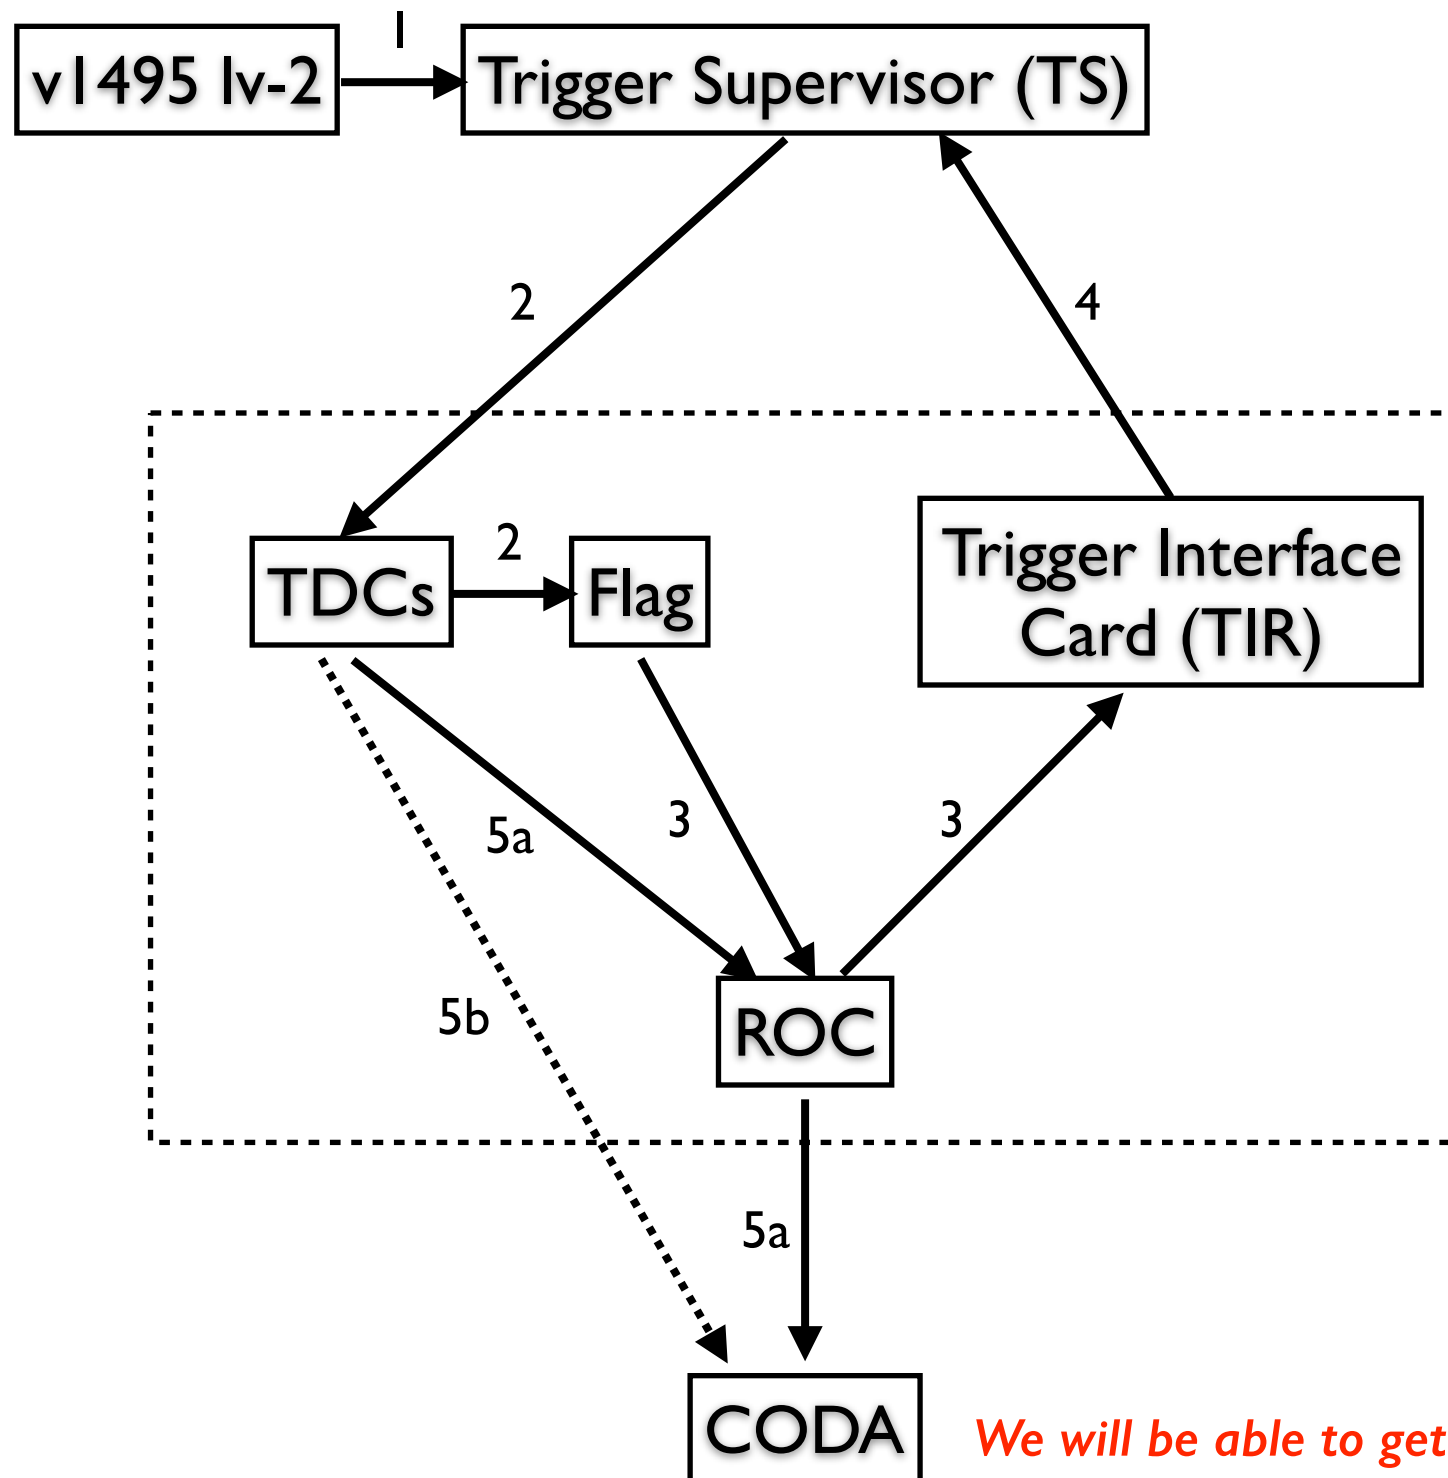 1
v1495 lv-2
Trigger Supervisor (TS)
2
4
TDCs
2
Flag
Trigger Interface
Card (TIR)
5a
3
3
5b
ROC
5a
CODA
We will be able to get